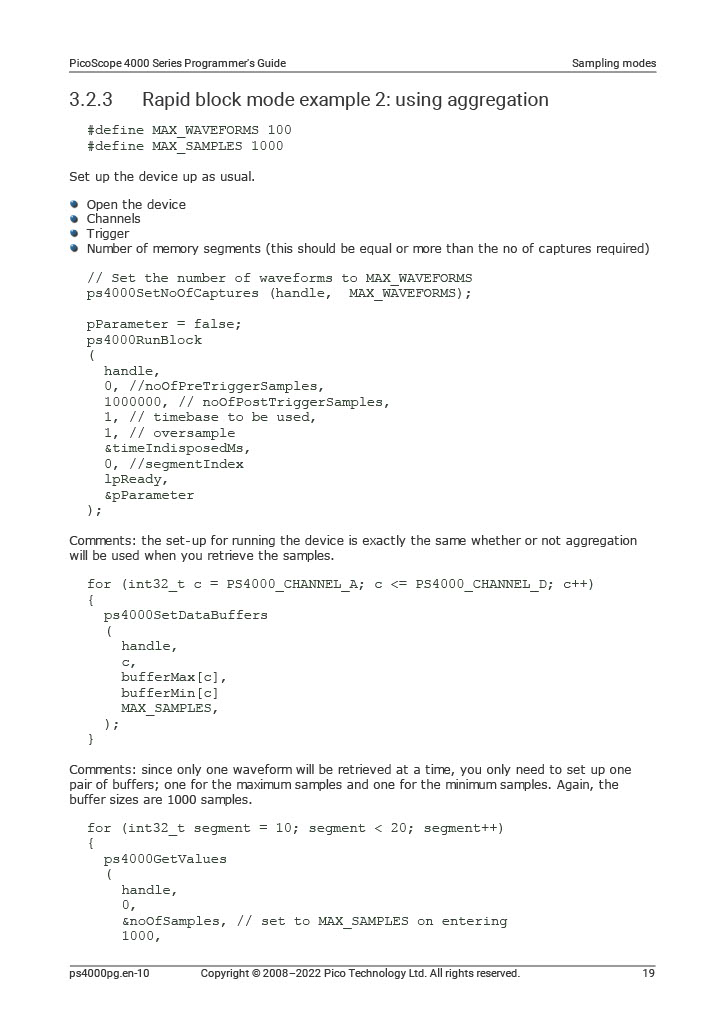 PicoScope 4000 Series Programmer's Guide Sampling modes
3.2.3 Rapid block mode example 2: using aggregation
#define MAX_WAVEFORMS 100
#define MAX_SAMPLES 1000
Set up the device up as usual.
Open the device
Channels
Trigger
Number of memory segments (this should be equal or more than the no of captures required)
// Set the number of waveforms to MAX_WAVEFORMS
ps4000SetNoOfCaptures (handle,  MAX_WAVEFORMS);
pParameter = false;
ps4000RunBlock
(
handle,
0, //noOfPreTriggerSamples,
1000000, // noOfPostTriggerSamples,
1, // timebase to be used,
1, // oversample
&timeIndisposedMs,
0, //segmentIndex
lpReady,
&pParameter
);
Comments: the set-up for running the device is exactly the same whether or not aggregation
will be used when you retrieve the samples.
for (int32_t c = PS4000_CHANNEL_A; c <= PS4000_CHANNEL_D; c++)
{
ps4000SetDataBuffers
(
handle,
c,
bufferMax[c],
bufferMin[c]
MAX_SAMPLES,
);
}
Comments: since only one waveform will be retrieved at a time, you only need to set up one
pair of buffers; one for the maximum samples and one for the minimum samples. Again, the
buffer sizes are 1000 samples.
for (int32_t segment = 10; segment < 20; segment++)
{
ps4000GetValues
(
handle,
0,
&noOfSamples, // set to MAX_SAMPLES on entering
1000,
ps4000pg.en-10 Copyright © 2008–2022 Pico Technology Ltd. All rights reserved. 19